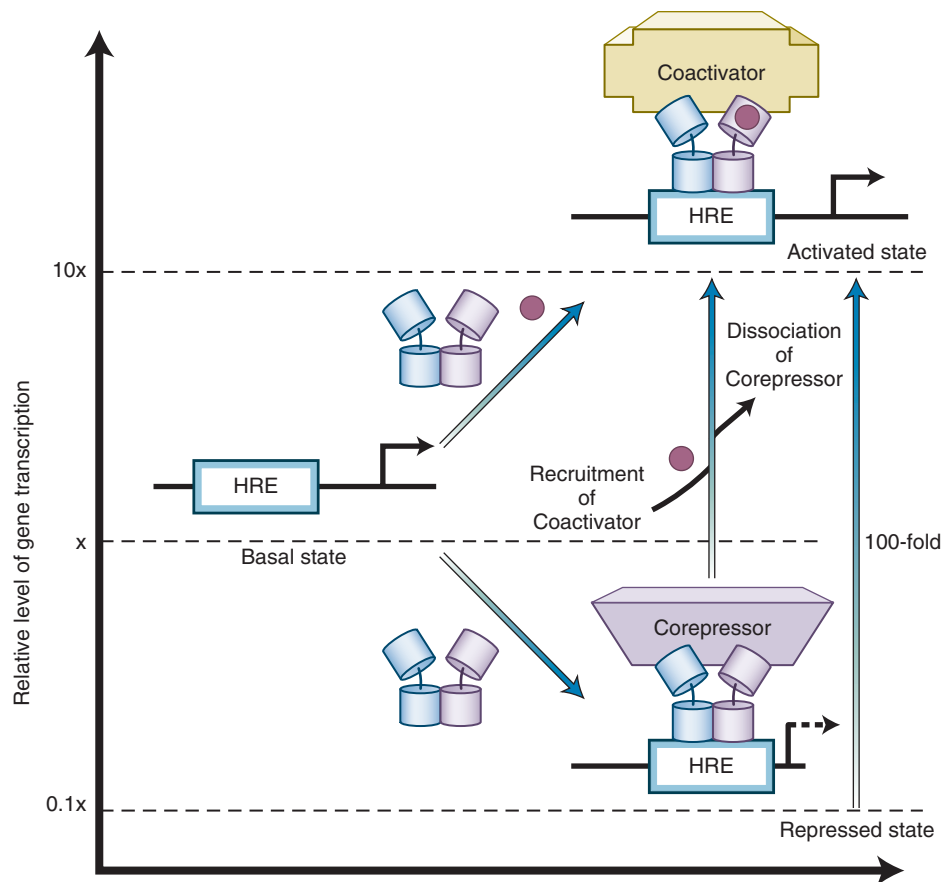 Coactivator
HRE
Activated state
10x
Dissociation
of
Corepressor
Recruitment
of
Coactivator
HRE
x
Basal state
100-fold
Corepressor
HRE
0.1x
Repressed state
Relative level of gene transcription